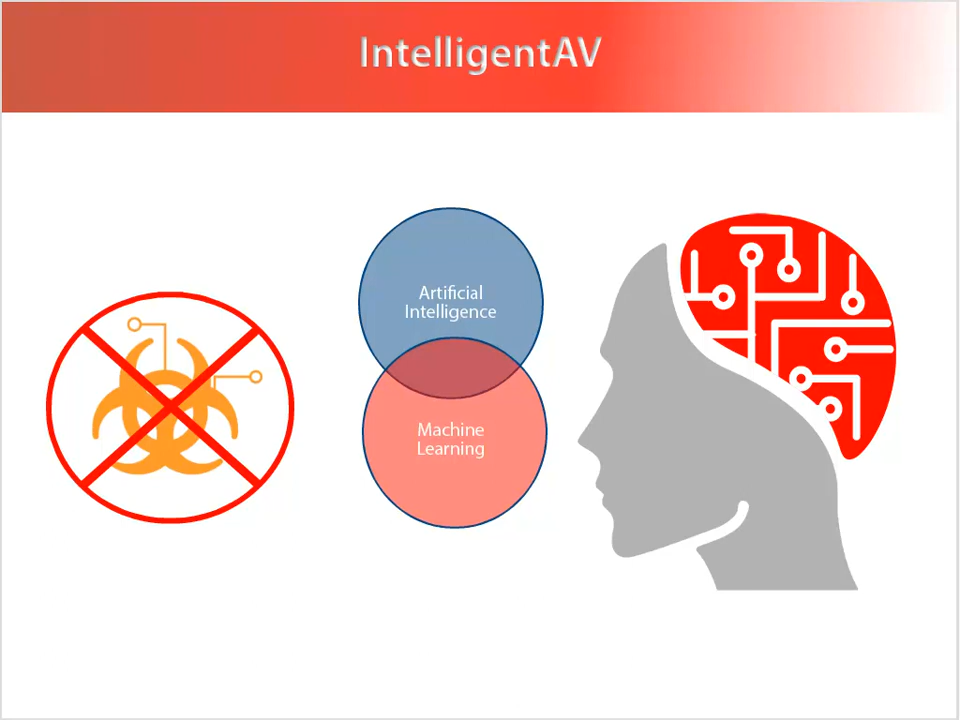 IntelligentAV
Artificial
Intelligence
Machine
Learning